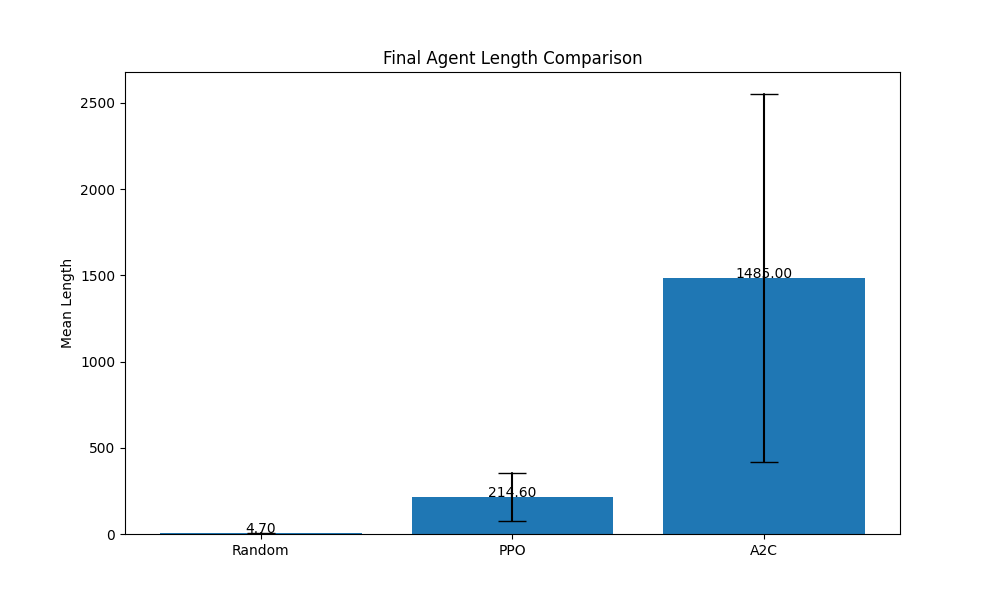 Final Agent Length Comparison
Mean Length
2500
2000
1500
1000
500
0
1485.00
214.60
4.70
Random
PPO
A2C